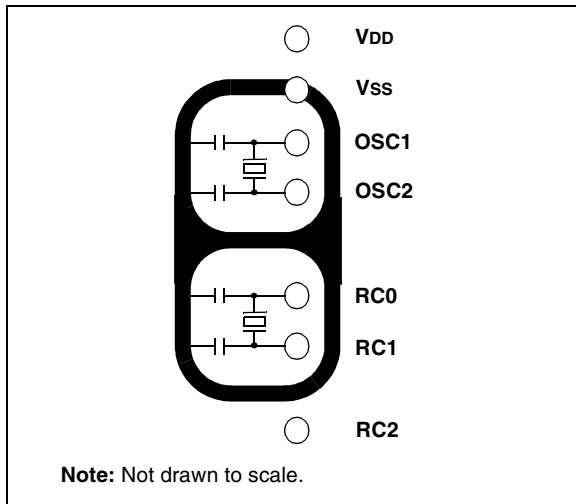 VDD
VSS
OSC1
OSC2
RC0
RC1
RC2
Note: Not drawn to scale.